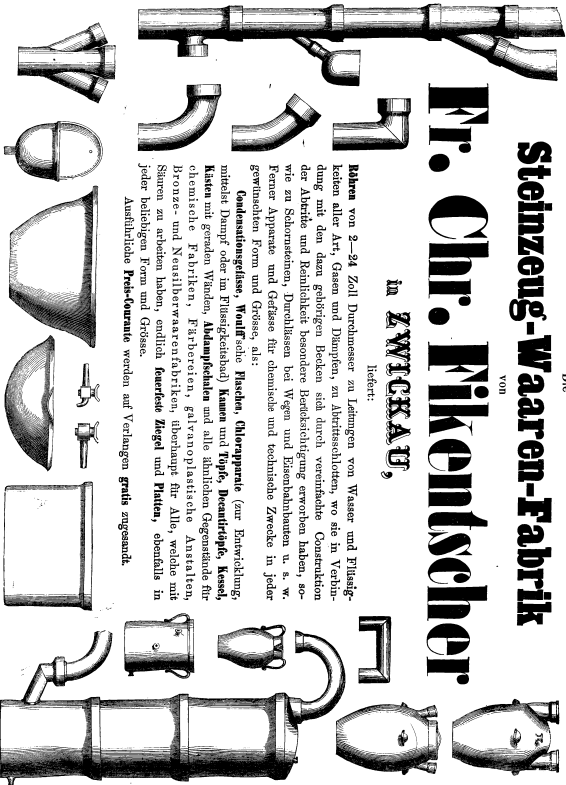 Die
Steinzeug-Waaren-Fabrik
von
Fr. Chr. Fikentscher
in ZWICKAU,
liefert:
Röhren von 2—24 Zoll Durchmesser zu Leitungen von Wasser und Flüssig-
keiten aller Art, Gasen und Dämpfen, zu Abtrittsschlotten, wo sie in Verbin-
dung mit den dazu gehörigen Becken sich durch vereinfachte Construktion
der Abtritte und Reinlichkeit besondere Berücksichtigung erworben haben, so-
wie zu Schornsteinen, Durchlässen bei Wegen und Eisenbahnbauten u. s. w.
Ferner Apparate und Gefässe für chemische und technische Zwecke in jeder
gewünschten Form und Grösse, als:
Condensationsgefässe, Woulff'sche Flaschen, Chlorapparate (zur Entwicklung,
mittelst Dampf oder im Flüssigkeitsbad) Kannen und Töpfe, Decantirtöpfe, Kessel,
Kästen mit geraden Wänden, Abdampfschalen und alle ähnlichen Gegenstände für
chemische Fabriken, Färbereien, galvanoplastische Anstalten,
Bronze- und Neusilberwaarenfabriken, überhaupt für Alle, welche mit
Säuren zu arbeiten haben, endlich feuerfeste Ziegel und Platten, ebenfalls in
jeder beliebigen Form und Grösse.
Ausführliche Preis-Courante werden auf Verlangen gratis zugesandt.